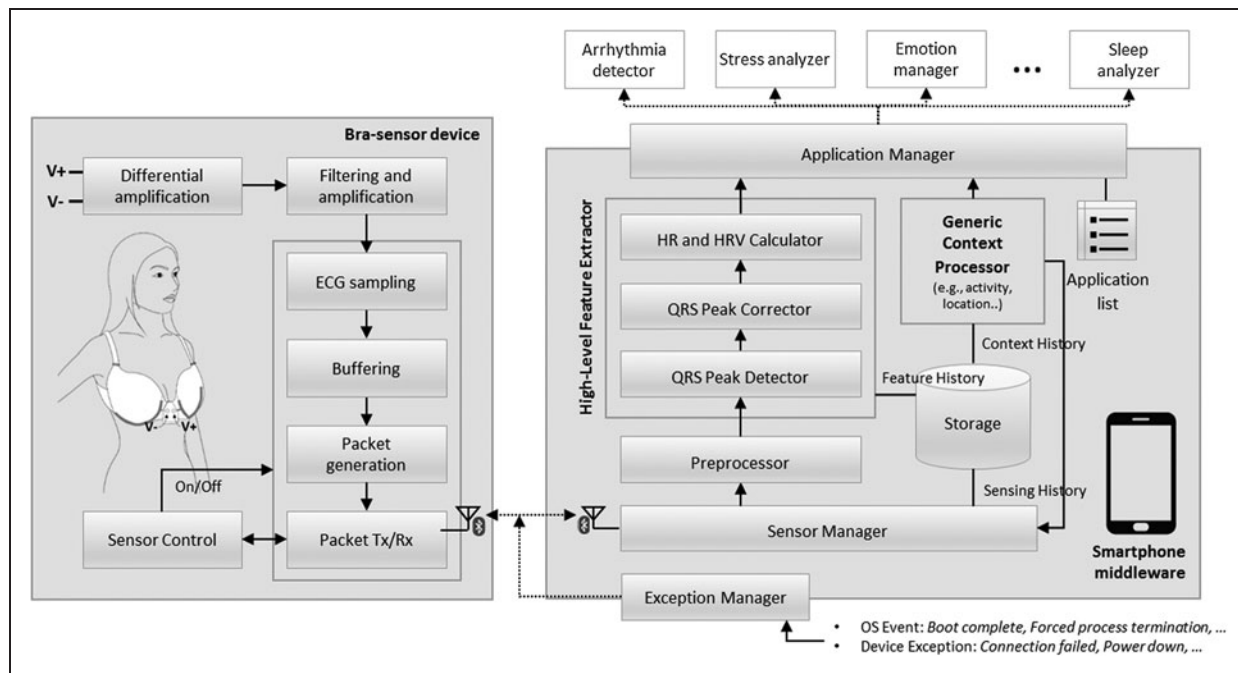 Arrhythmia
detector
Stress analyzer
Emotion
manager
...
Sleep
analyzer
Bra-sensor device
V+
V-
Differential
amplification
Filtering and
amplification
ECG sampling
Buffering
Packet
generation
Packet Tx/Rx
V-
V+
On/Off
Sensor Control
Application Manager
High-Level Feature Extractor
HR and HRV Calculator
QRS Peak Corrector
QRS Peak Detector
Preprocessor
Sensor Manager
Generic
Context
Processor
(e.g., activity,
location..)
Application
list
Context History
Feature History
Storage
Sensing History
Smartphone
middleware
Exception Manager
• OS Event: Boot complete, Forced process termination, ...
• Device Exception: Connection failed, Power down, ...